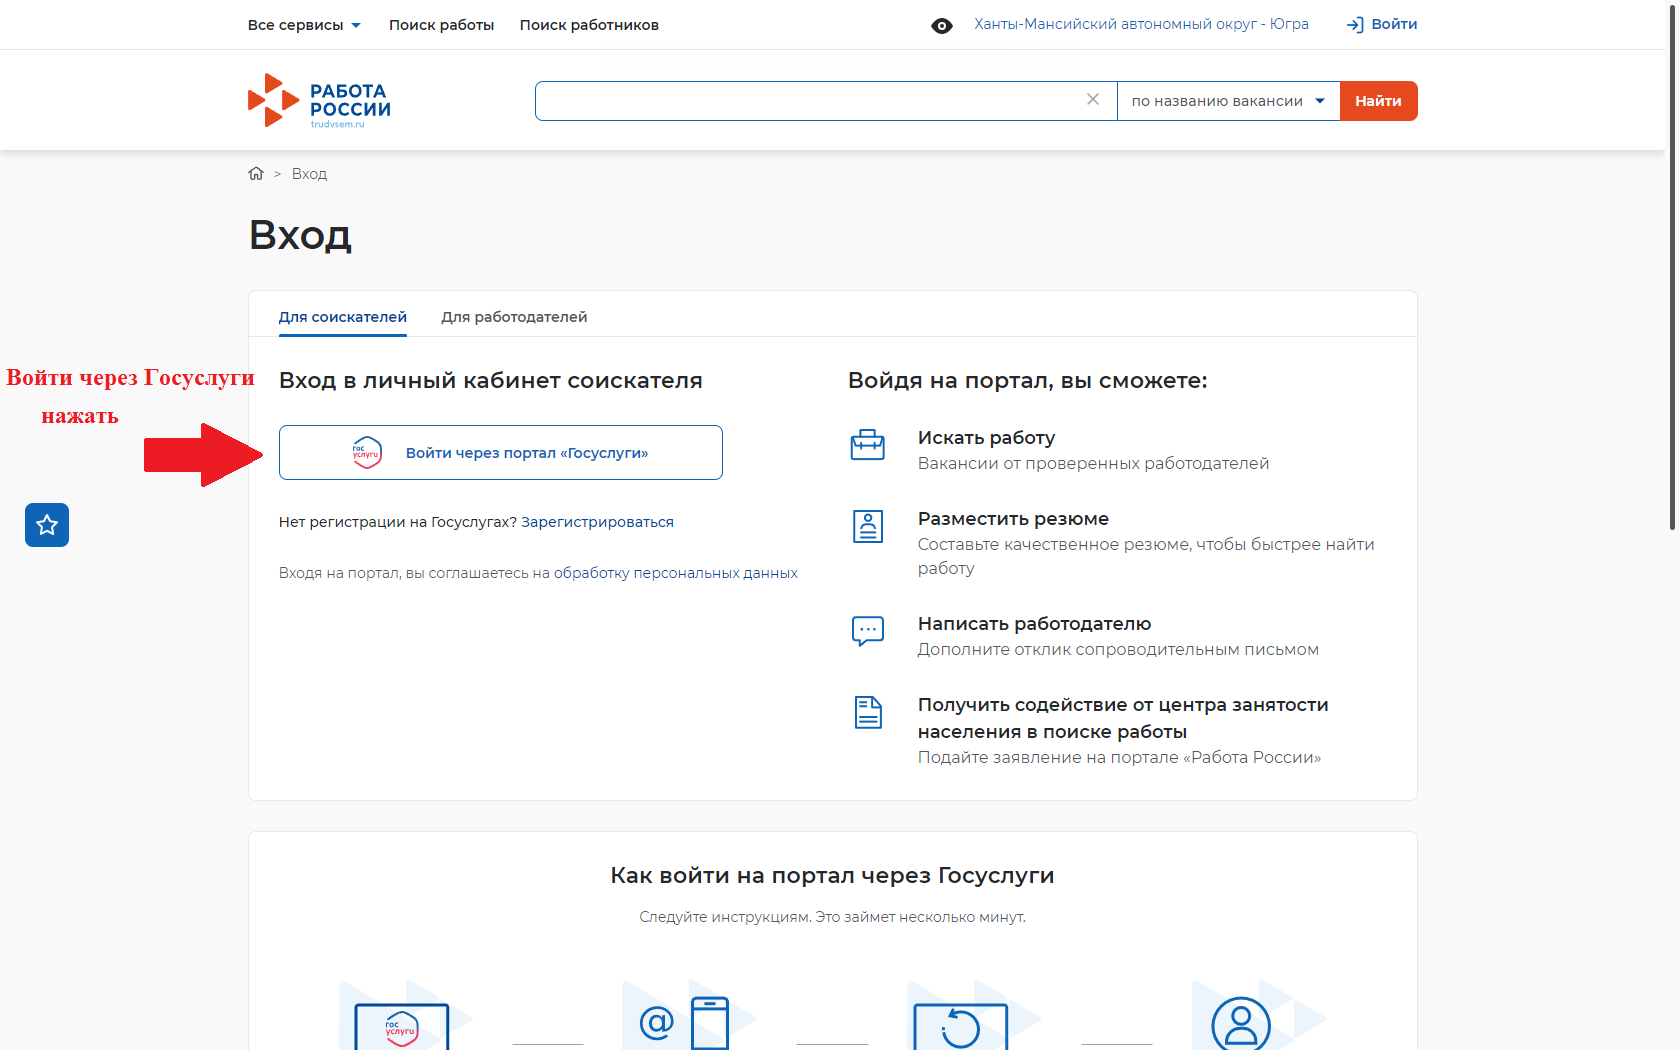 Все сервисы
Поиск работы
Поиск работников
Ханты-Мансийский автономный округ - Югра
Войти
РАБОТА
РОССИИ
trudvsem.ru
по названию вакансии
Найти
> Вход
Вход
Для соискателей
Для работодателей
Войти через Госуслуги
нажать
Вход в личный кабинет соискателя
гос
услуги
Войти через портал «Госуслуги»
Нет регистрации на Госуслугах? Зарегистрироваться
Входя на портал, вы соглашаетесь на обработку персональных данных
Войдя на портал, вы сможете:
Искать работу
Вакансии от проверенных работодателей
Разместить резюме
Составьте качественное резюме, чтобы быстрее найти
работу
Написать работодателю
Дополните отклик сопроводительным письмом
Получить содействие от центра занятости
населения в поиске работы
Подайте заявление на портале «Работа России»
Как войти на портал через Госуслуги
Следуйте инструкциям. Это займет несколько минут.
гос
услуги
@